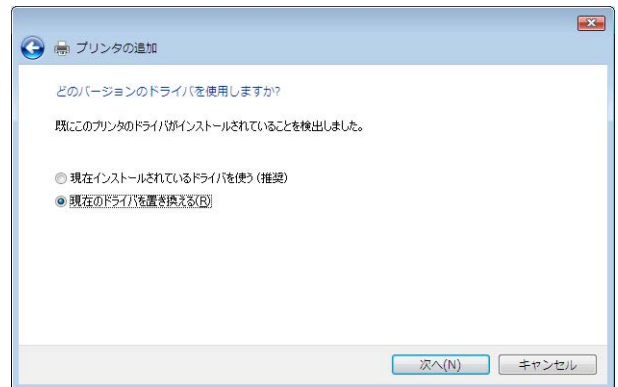 プリンタの追加
どのバージョンのドライバを使用しますか?
既にこのプリンタのドライバがインストールされていることを検出しました。
現在インストールされているドライバを使う(推奨)
現在のドライバを置き換える(R)
次へ(N) キャンセル